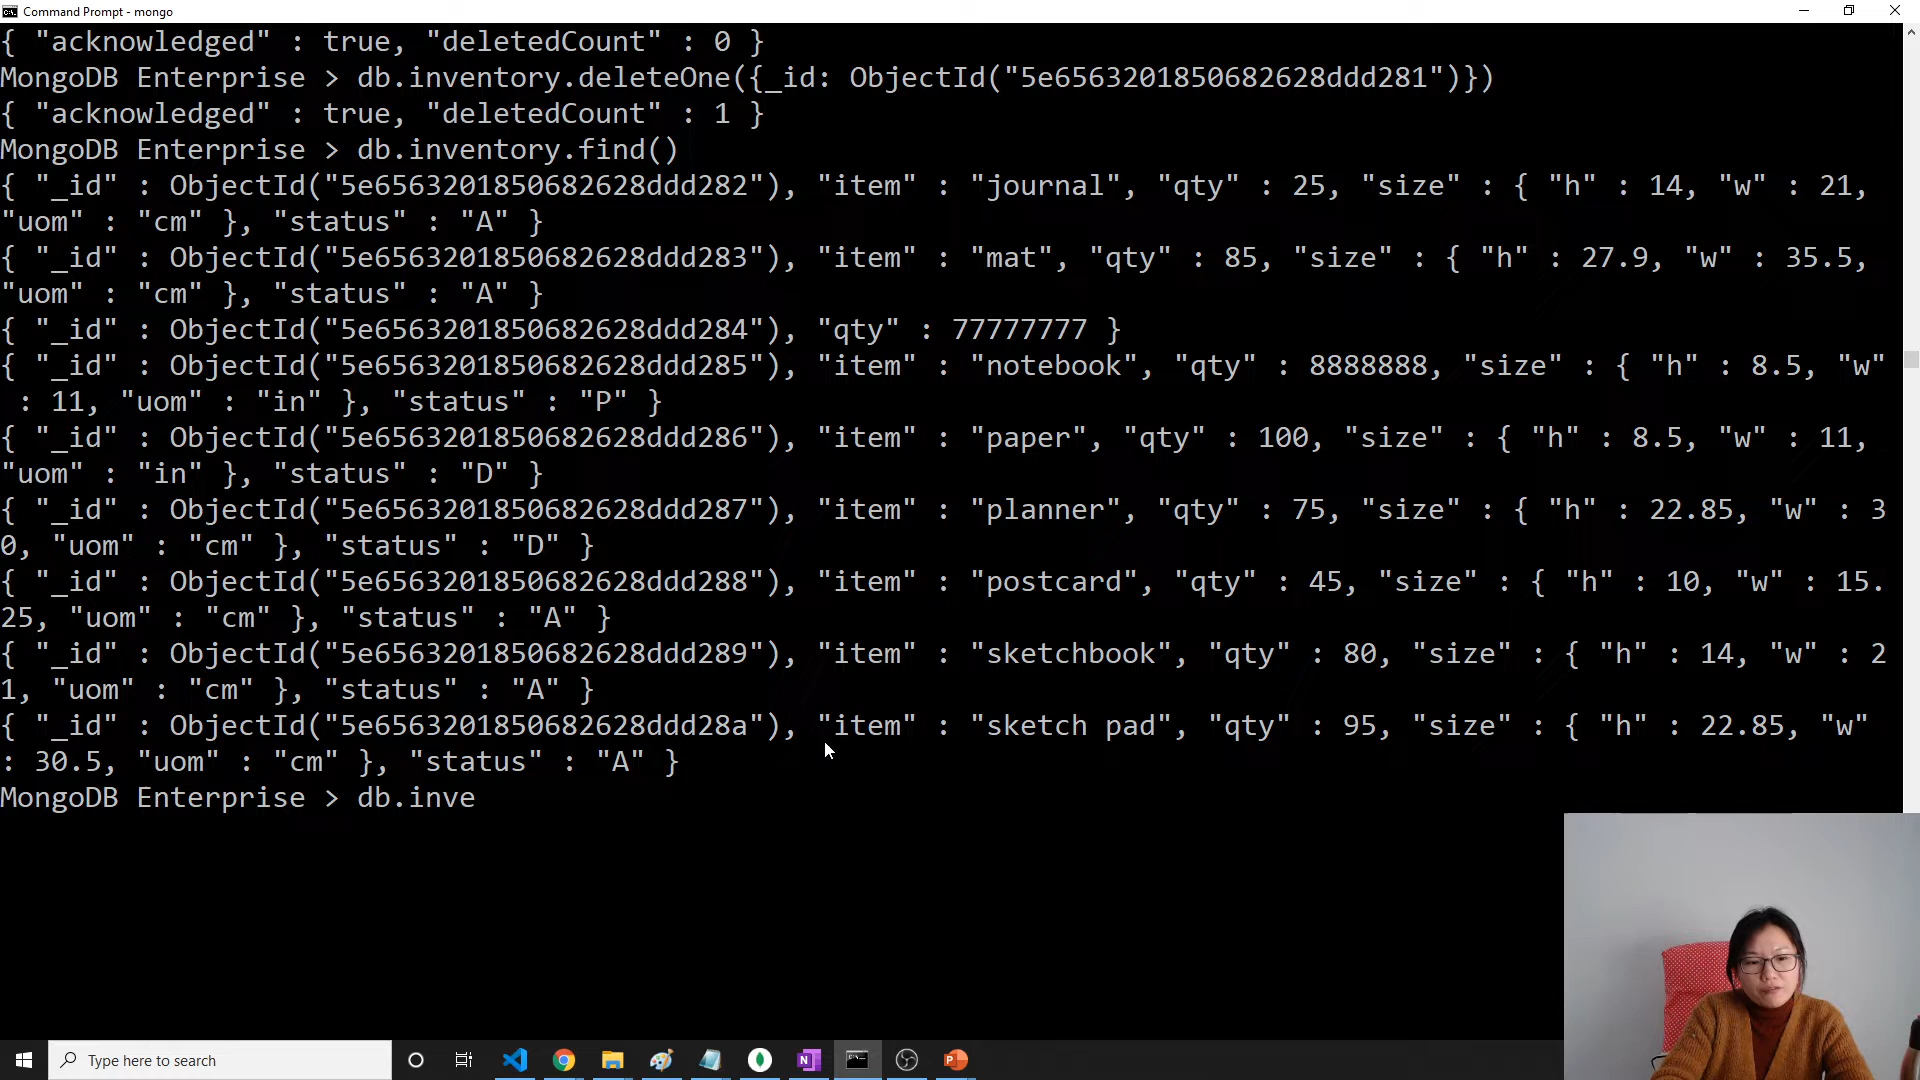 Command Prompt - mongo
{ "acknowledged" : true, "deletedCount" : 0 }
MongoDB Enterprise > db.inventory.deleteOne({_id: ObjectId("5e6563201850682628ddd281")})
{ "acknowledged" : true, "deletedCount" : 1 }
MongoDB Enterprise > db.inventory.find()
{ "_id" : ObjectId("5e6563201850682628ddd282"), "item" : "journal", "qty" : 25, "size" : { "h" : 14, "w" : 21,
"uom" : "cm" }, "status" : "A" }
{ "_id" : ObjectId("5e6563201850682628ddd283"), "item" : "mat", "qty" : 85, "size" : { "h" : 27.9, "w" : 35.5,
"uom" : "cm" }, "status" : "A" }
{ "_id" : ObjectId("5e6563201850682628ddd284"), "qty" : 77777777 }
{ "_id" : ObjectId("5e6563201850682628ddd285"), "item" : "notebook", "qty" : 8888888, "size" : { "h" : 8.5, "w"
: 11, "uom" : "in" }, "status" : "P" }
{ "_id" : ObjectId("5e6563201850682628ddd286"), "item" : "paper", "qty" : 100, "size" : { "h" : 8.5, "w" : 11,
"uom" : "in" }, "status" : "D" }
{ "_id" : ObjectId("5e6563201850682628ddd287"), "item" : "planner", "qty" : 75, "size" : { "h" : 22.85, "w" : 3
0, "uom" : "cm" }, "status" : "D" }
{ "_id" : ObjectId("5e6563201850682628ddd288"), "item" : "postcard", "qty" : 45, "size" : { "h" : 10, "w" : 15.
25, "uom" : "cm" }, "status" : "A" }
{ "_id" : ObjectId("5e6563201850682628ddd289"), "item" : "sketchbook", "qty" : 80, "size" : { "h" : 14, "w" : 2
1, "uom" : "cm" }, "status" : "A" }
{ "_id" : ObjectId("5e6563201850682628ddd28a"), "item" : "sketch pad", "qty" : 95, "size" : { "h" : 22.85, "w"
: 30.5, "uom" : "cm" }, "status" : "A" }
MongoDB Enterprise > db.inve
Type here to search